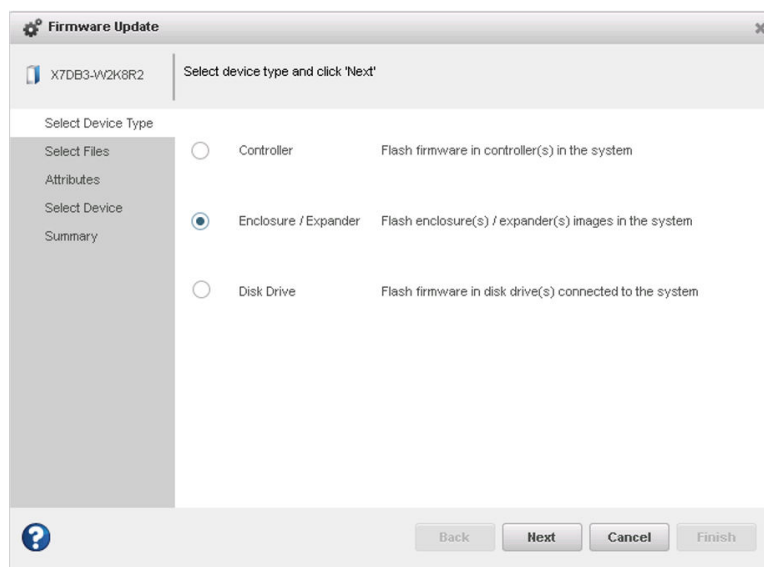 Firmware Update
X7DB3-W2K8R2
Select device type and click 'Next'
Select Device Type
Select Files
Attributes
Select Device
Summary
Controller Flash firmware in controller(s) in the system
Enclosure / Expander Flash enclosure(s) / expander(s) images in the system
Disk Drive Flash firmware in disk drive(s) connected to the system
? Back Next Cancel Finish